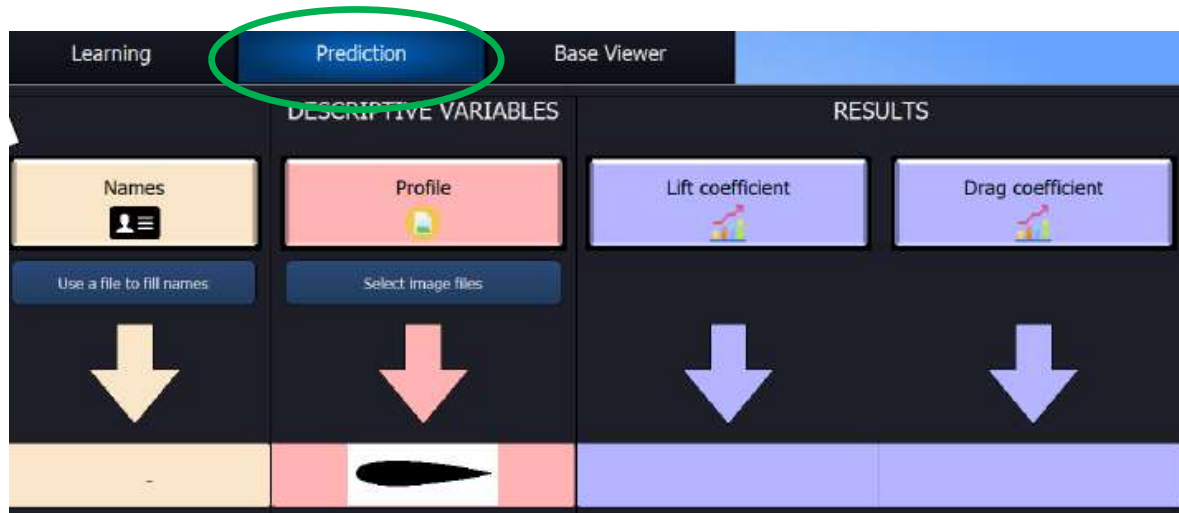 Learning
Prediction
Base Viewer
DESCRIPTIVE VARIABLES
RESULTS
Names
Profile
Lift coefficient
Drag coefficient
Use a file to fill names
Select image files
-